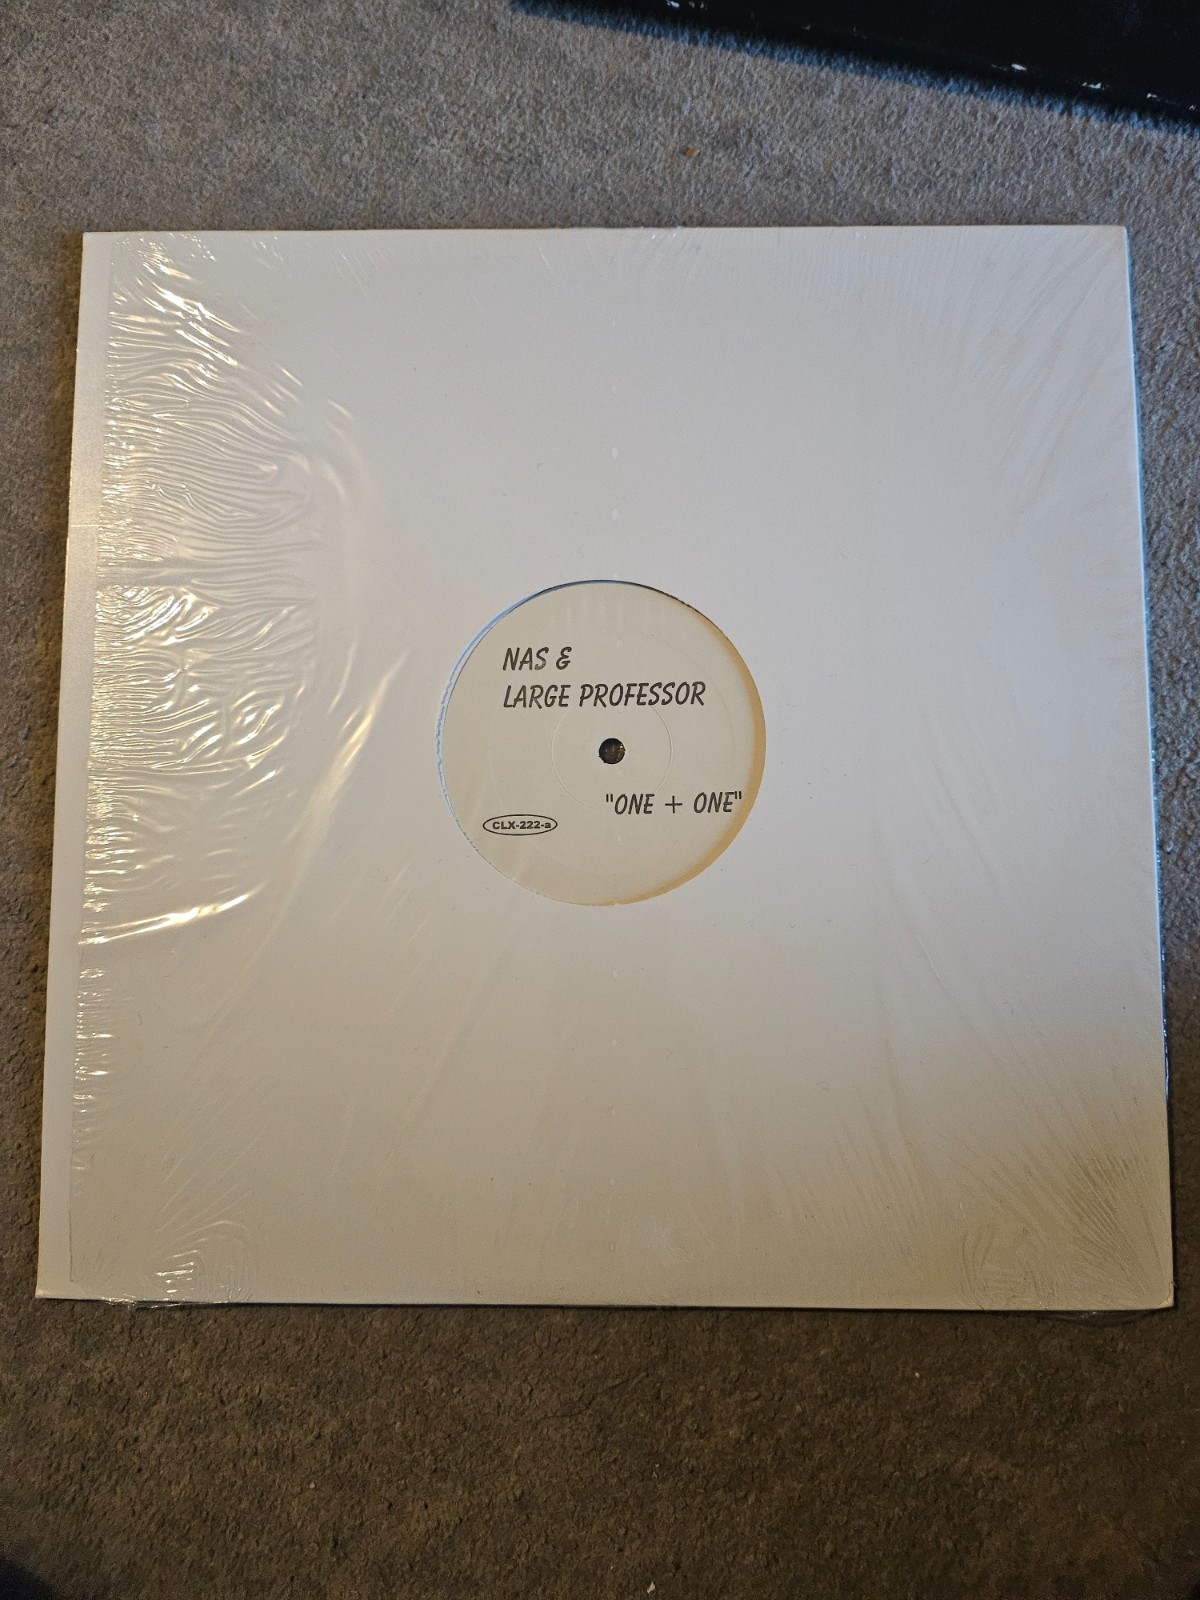 NAS &
LARGE PROFESSOR
"ONE + ONE"
CLX-222-a